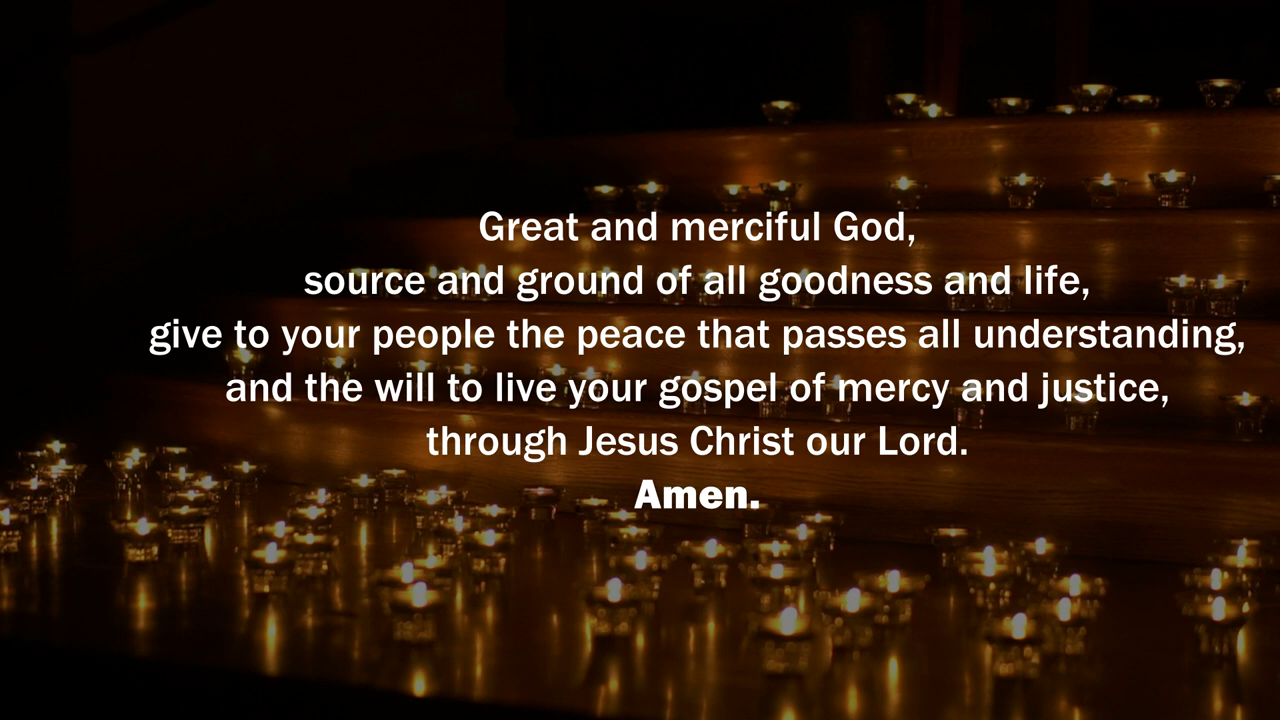 Great and merciful God,
source and ground of all goodness and life,
give to your people the peace that passes all understanding,
and the will to live your gospel of mercy and justice,
through Jesus Christ our Lord.
Amen.